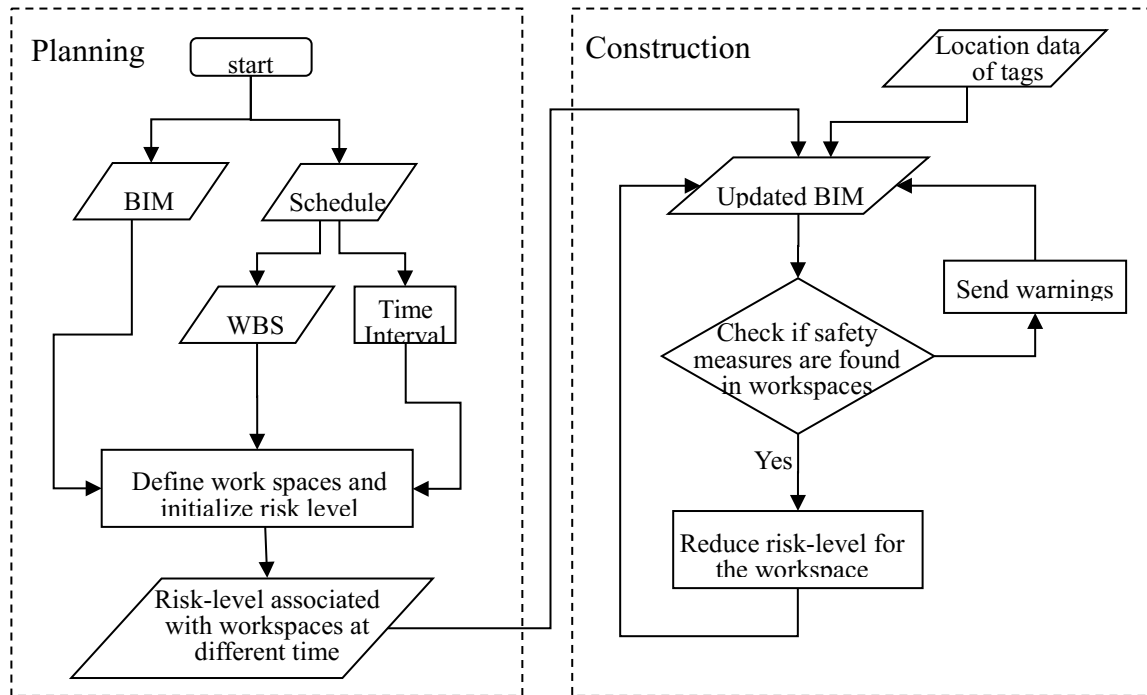 Planning
start
BIM
Schedule
WBS
Time
Interval
Define work spaces and
initialize risk level
Risk-level associated
with workspaces at
different time
Construction
Location data
of tags
Updated BIM
Send warnings
Check if safety
measures are found
in workspaces
Yes
Reduce risk-level for
the workspace